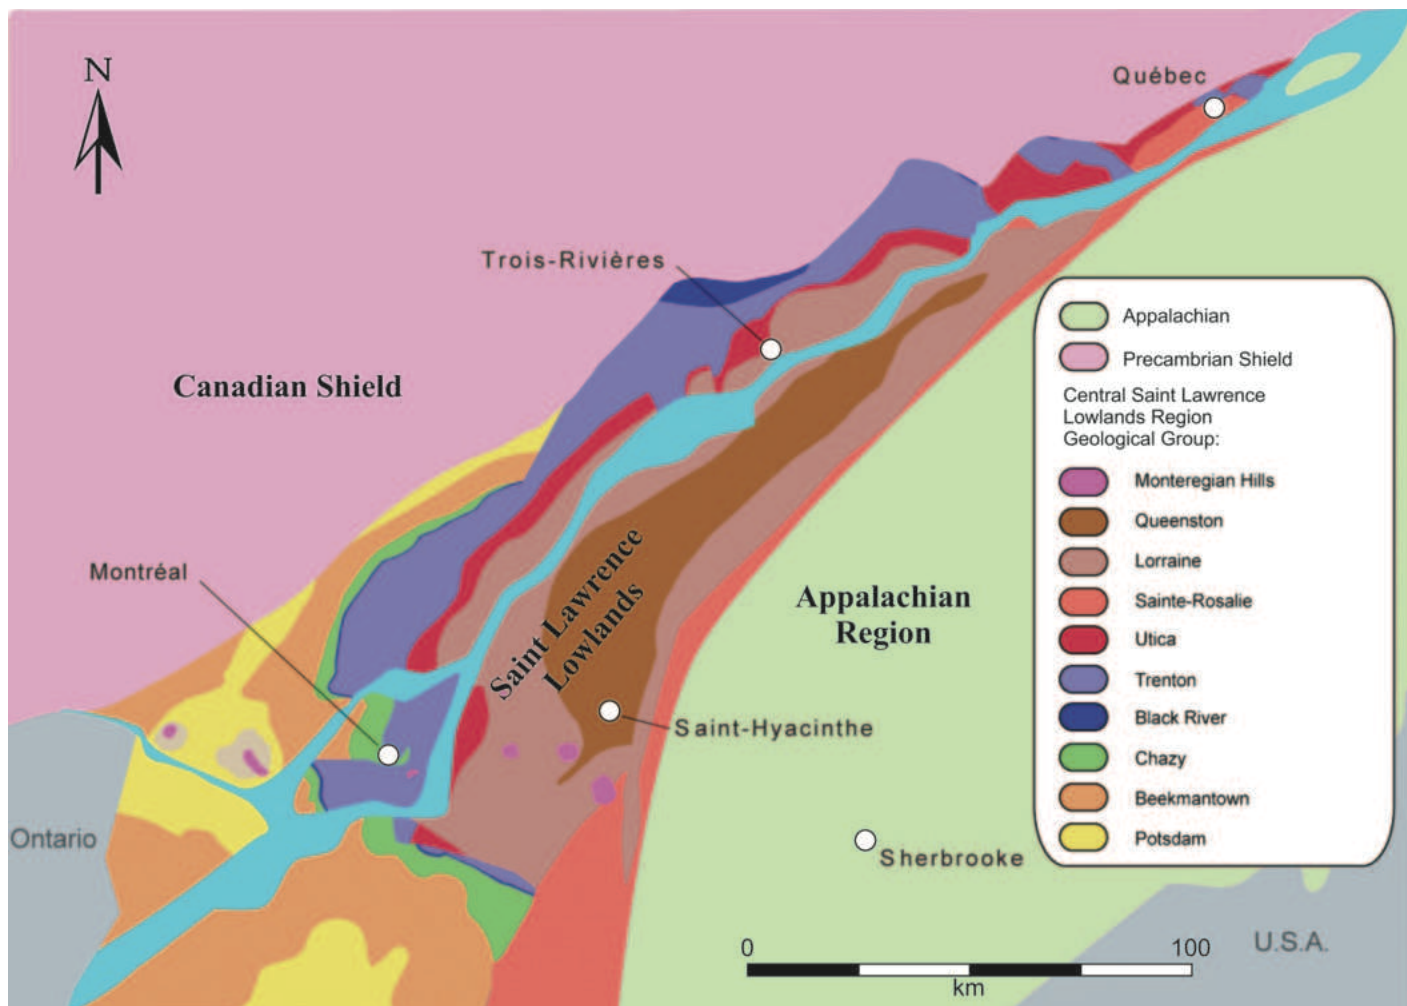 N
Québec
Trois-Rivières
Canadian Shield
Montréal
Saint Lawrence
Lowlands
Appalachian
Region
Saint-Hyacinthe
Sherbrooke
Ontario
U.S.A.
0
100
km
Appalachian
Precambrian Shield
Central Saint Lawrence
Lowlands Region
Geological Group:
Monteregian Hills
Queenston
Lorraine
Sainte-Rosalie
Utica
Trenton
Black River
Chazy
Beekmantown
Potsdam